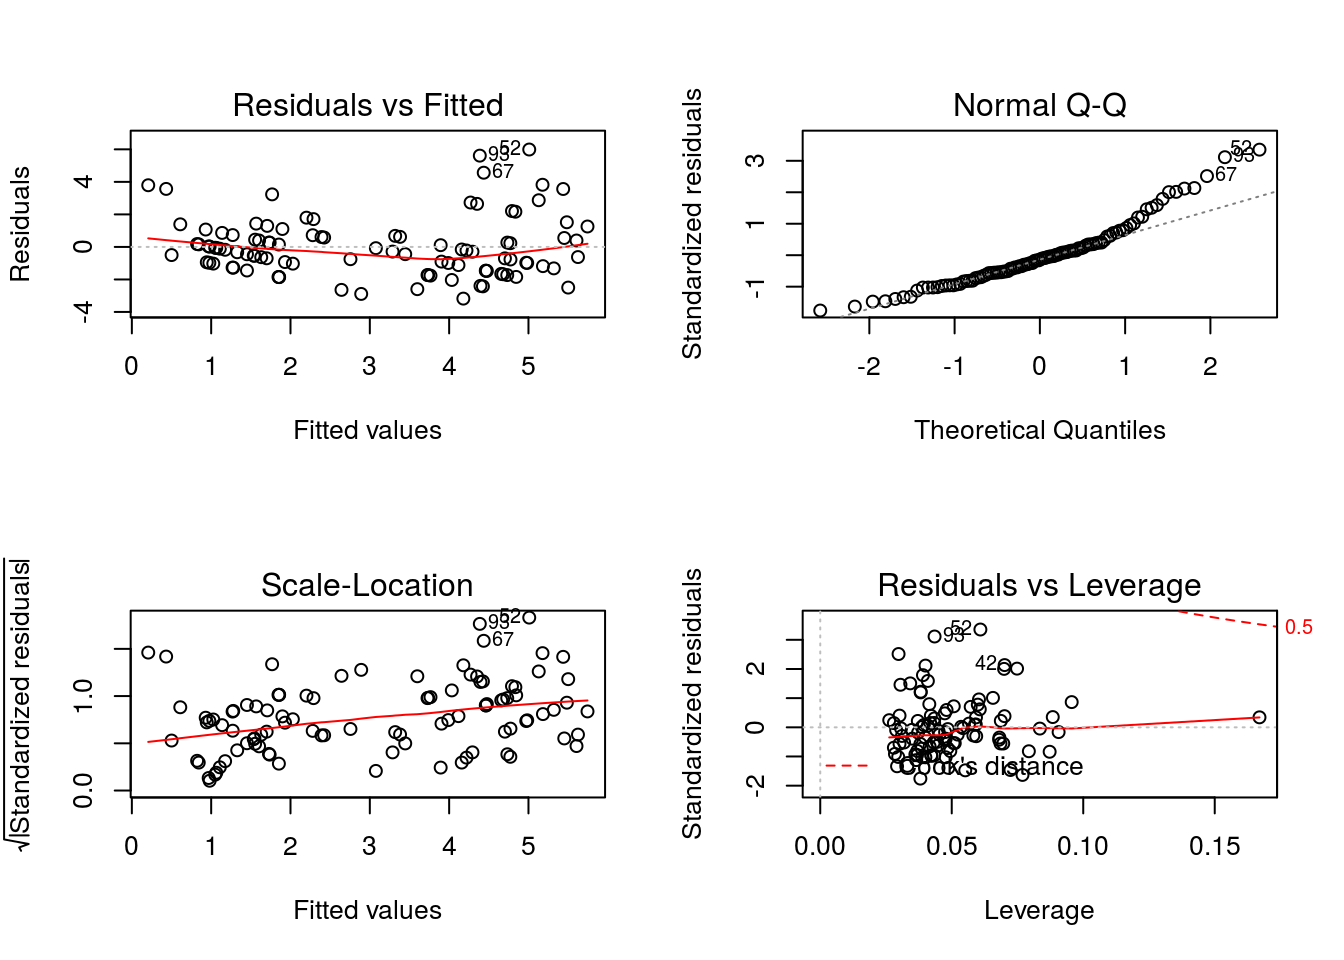 Residuals vs Fitted
Residuals
4
0
-4
52
93
67
0 1 2 3 4 5
Fitted values
Normal Q-Q
Standardized residuals
3
1
-1
52
93
67
-2 -1 0 1 2
Theoretical Quantiles
Scale-Location
√|Standardized residuals|
1.0
0.0
52
93
67
0 1 2 3 4 5
Fitted values
Residuals vs Leverage
Standardized residuals
2
0
-2
52
93
42
0.5
distance
0.00 0.05 0.10 0.15
Leverage